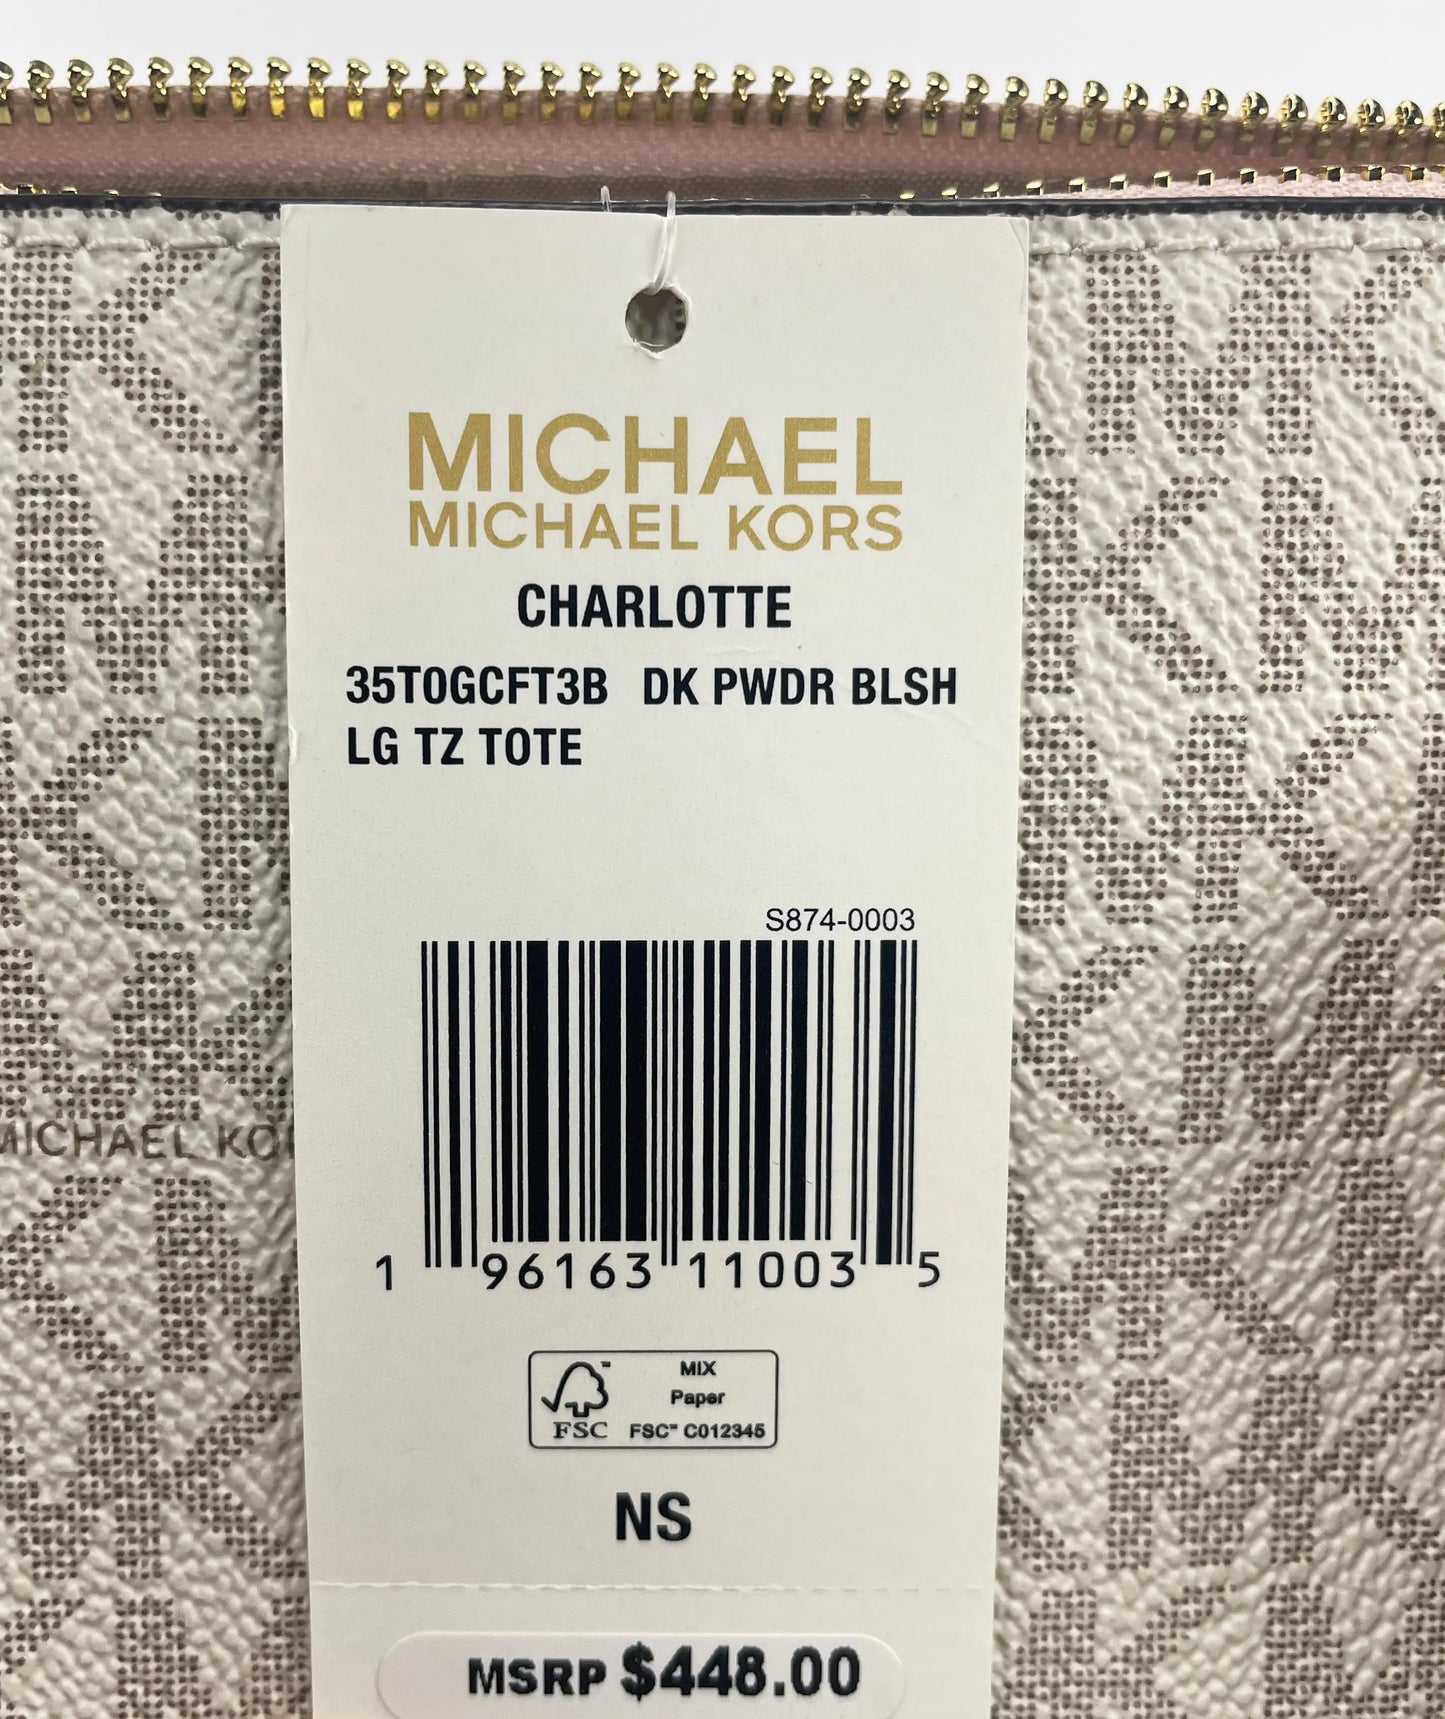 MICHAEL
MICHAEL KORS
CHARLOTTE
35T0GCFT3B DK PWDR BLSH
LG TZ TOTE
S874-0003
1 96163 11003 5
MIX
Paper
FSC™ C012345
FSC
NS
MSRP $448.00
MICHAEL KO